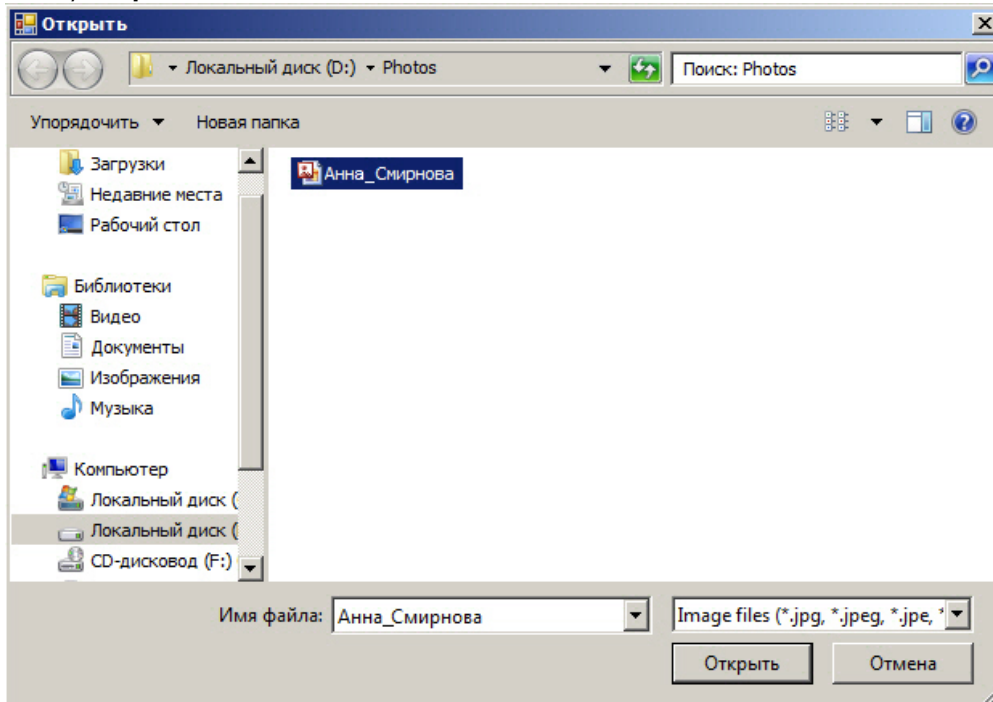 Открыть
Локальный диск (D:) Photos
Поиск: Photos
Упорядочить Новая папка
Загрузки
Недавние места
Рабочий стол
Библиотеки
Видео
Документы
Изображения
Музыка
Компьютер
Локальный диск (
Локальный диск (
CD-дисковод (F:)
Анна_Смирнова
Имя файла: Анна_Смирнова
Image files (*.jpg, *.jpeg, *.jpe, *
Открыть Отмена